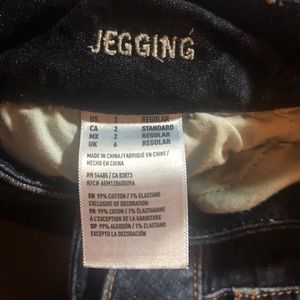 JEGGING
US 2 REGULAR
CA 2 STANDARD
MX 2 REGULAR
UK 6 REGULAR
MADE IN CHINA/FABRIQUÉ EN CHINE /
HECHO EN CHINA
RN 54485 / CA 03873
RFC# AEM120605U9A
EN: 99% COTTON / 1% ELASTANE
EXCLUSIVE OF DECORATION
FR: 99% COTON / 1% ÉLASTHANNE
À L'EXCEPTION DE LA GARNITURE
SP: 99% ALGODÓN / 1% ELASTANO
EXCEPTO LA DECORACIÓN